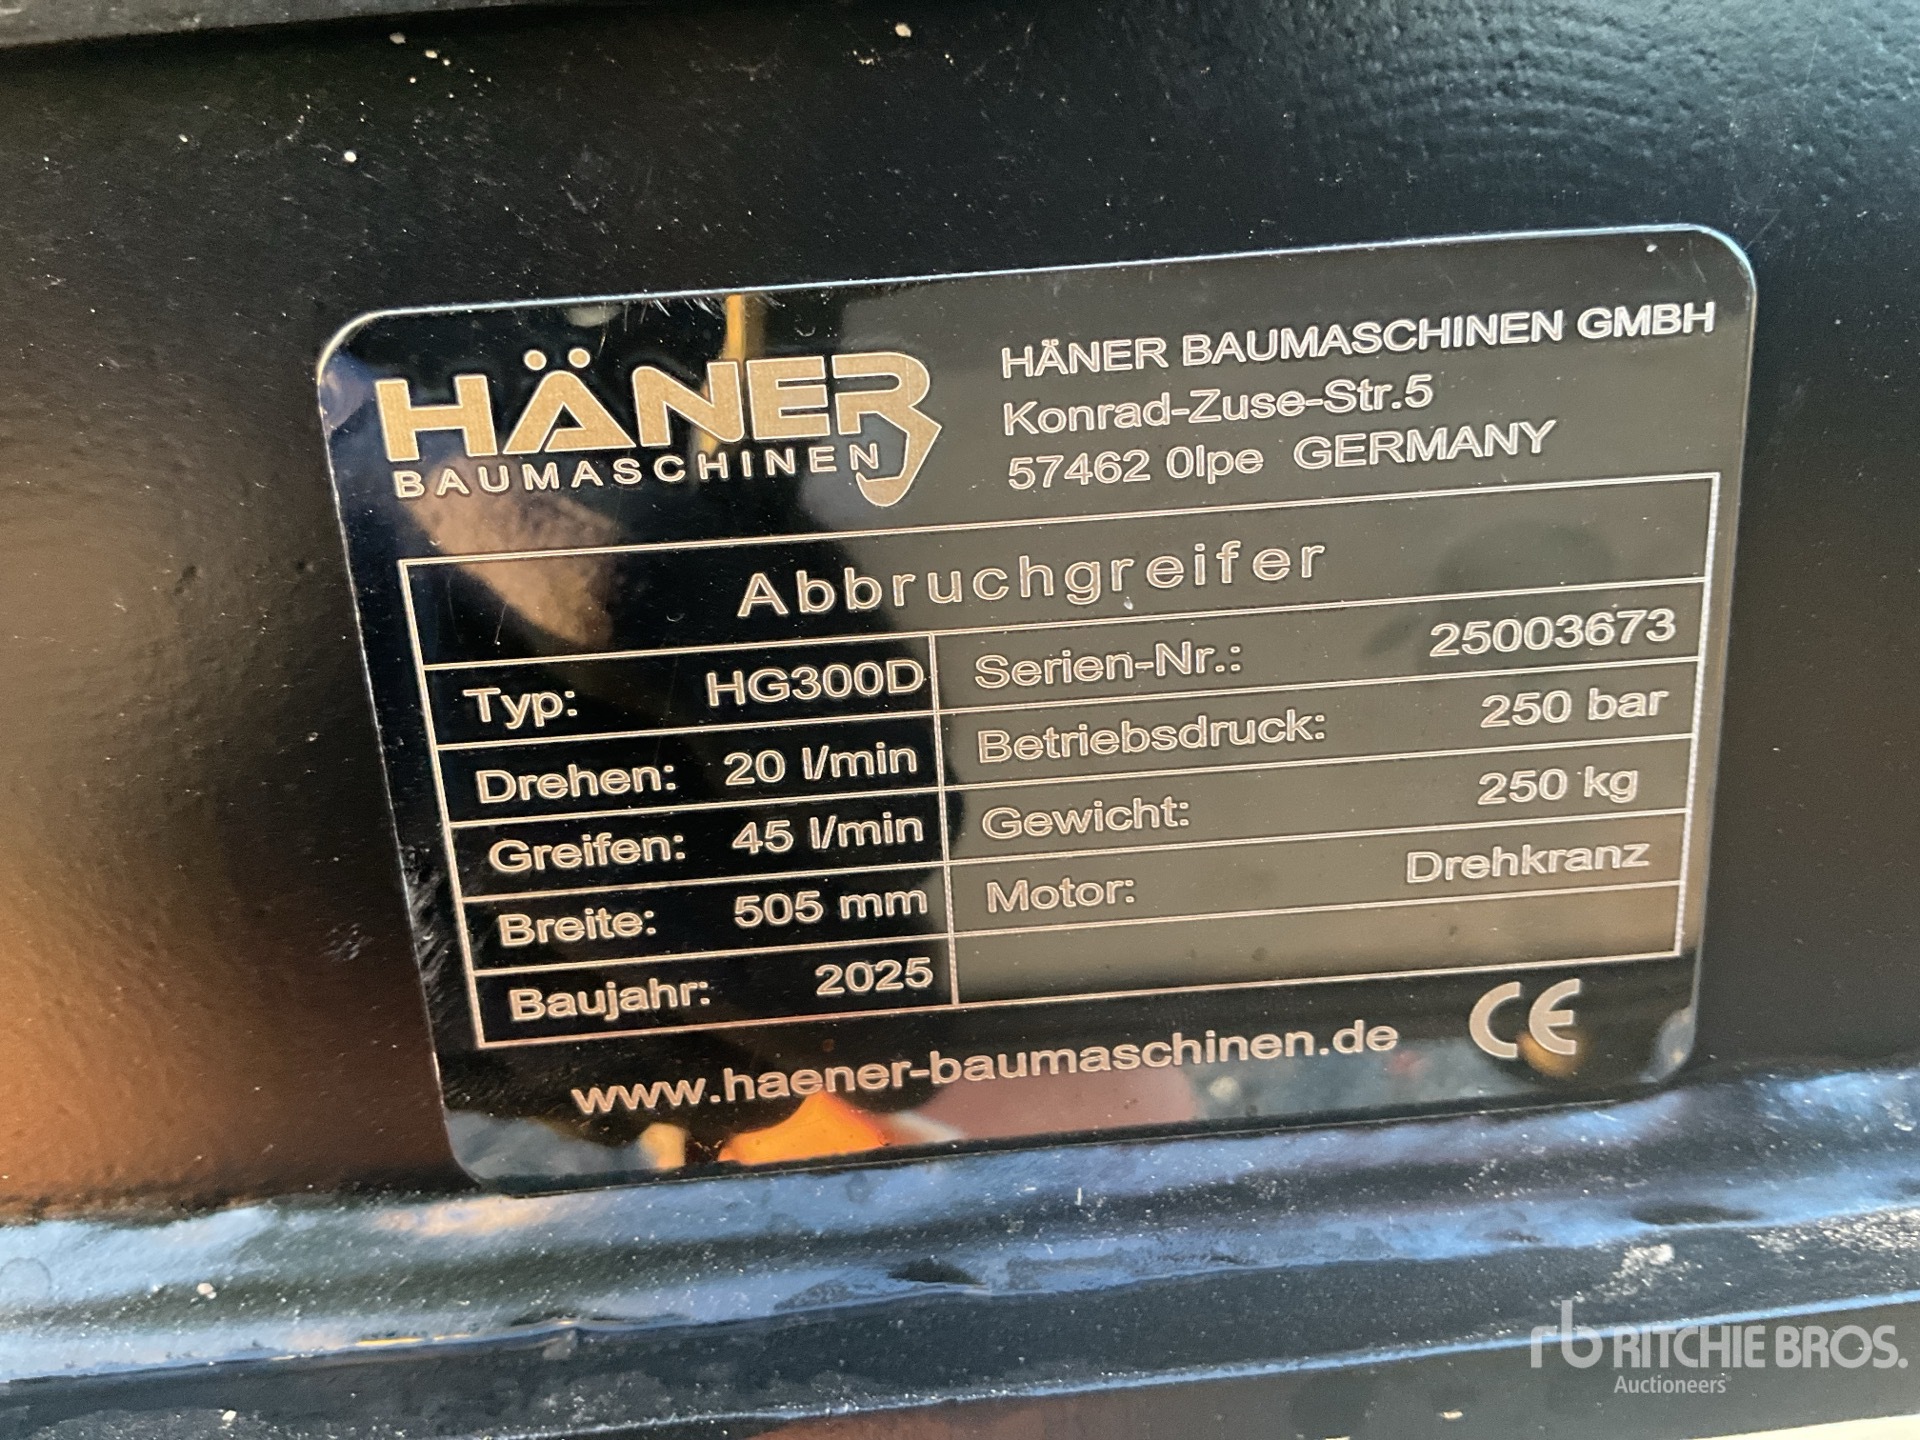 HÄNER
BAUMASCHINEN
HÄNER BAUMASCHINEN GMBH
Konrad-Zuse-Str.5
57462 Olpe GERMANY
Abbruchgreifer
Typ: HG300D
Serien-Nr.: 25003673
Drehen: 20 l/min
Betriebsdruck: 250 bar
Greifen: 45 l/min
Gewicht: 250 kg
Breite: 505 mm
Motor: Drehkranz
Baujahr: 2025
www.haener-baumaschinen.de
CE
rb RITCHIE BROS.
Auctioneers